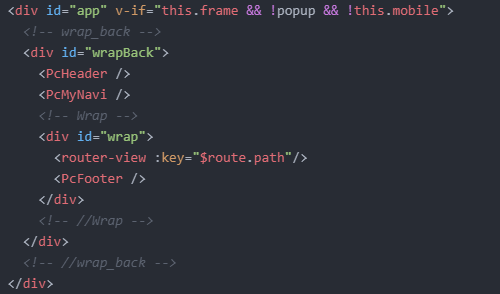 <div id="app" v-if="this.frame && !popup && !this.mobile">
  <!-- wrap_back -->
  <div id="wrapBack">
    <PcHeader />
    <PcMyNavi />
    <!-- Wrap -->
    <div id="wrap">
      <router-view :key="$route.path"/>
      <PcFooter />
    </div>
    <!-- //Wrap -->
  </div>
  <!-- //wrap_back -->
</div>